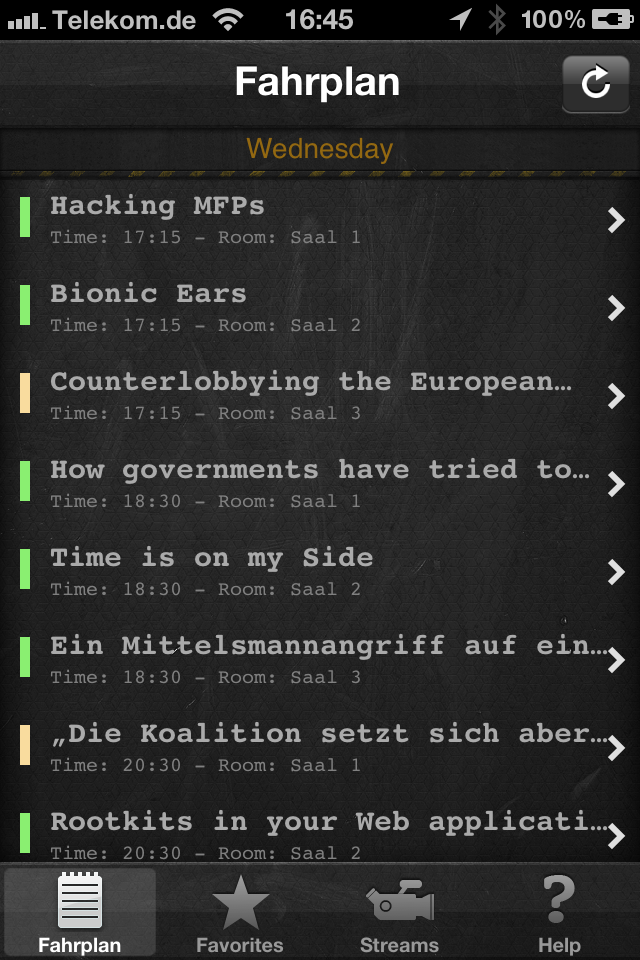 Telekom.de 16:45 100%
Fahrplan
Wednesday
Hacking MFPs
Time: 17:15 - Room: Saal 1
Bionic Ears
Time: 17:15 - Room: Saal 2
Counterlobbying the European…
Time: 17:15 - Room: Saal 3
How governments have tried to…
Time: 18:30 - Room: Saal 1
Time is on my Side
Time: 18:30 - Room: Saal 2
Ein Mittelsmannangriff auf ein…
Time: 18:30 - Room: Saal 3
„Die Koalition setzt sich aber…
Time: 20:30 - Room: Saal 1
Rootkits in your Web applicati…
Time: 20:30 - Room: Saal 2
Fahrplan Favorites Streams Help